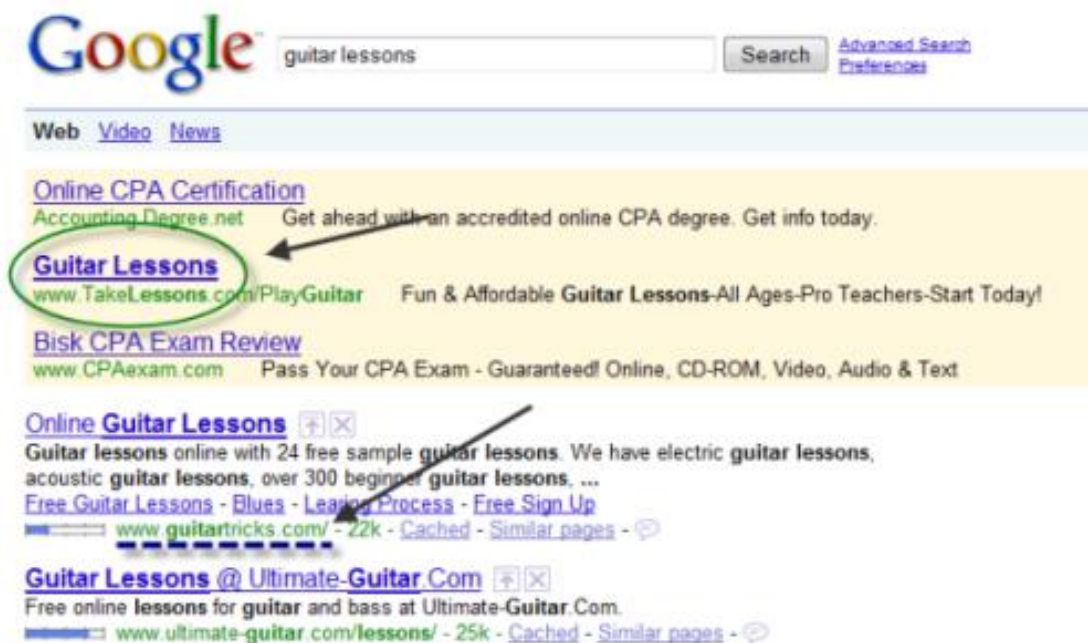 Google guitar lessons Search Advanced Search
Preferences
Web Video News
Online CPA Certification
Accounting-Degree.net Get ahead with an accredited online CPA degree. Get info today.
Guitar Lessons
www.TakeLessons.com/PlayGuitar Fun & Affordable Guitar Lessons-All Ages-Pro Teachers-Start Today!
Bisk CPA Exam Review
www.CPAexam.com Pass Your CPA Exam - Guaranteed! Online, CD-ROM, Video, Audio & Text
Online Guitar Lessons
Guitar lessons online with 24 free sample guitar lessons. We have electric guitar lessons,
acoustic guitar lessons, over 300 beginner guitar lessons, ...
Free Guitar Lessons - Blues - Learing Process - Free Sign Up
www.guitartricks.com/ - 22k - Cached - Similar pages -
Guitar Lessons @ Ultimate-Guitar.Com
Free online lessons for guitar and bass at Ultimate-Guitar.Com.
www.ultimate-guitar.com/lessons/ - 25k - Cached - Similar pages -